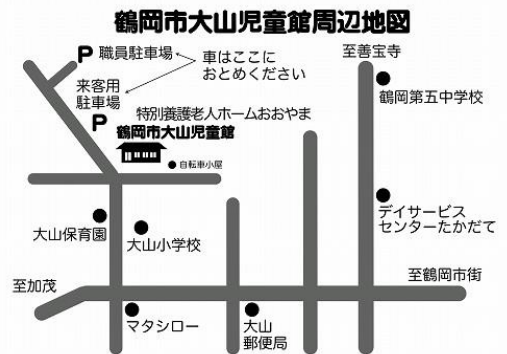 鶴岡市大山児童館周辺地図
P 職員駐車場
車はここに
おとめください
至善宝寺
来客用
駐車場
P
鶴岡第五中学校
特別養護老人ホームおおやま
鶴岡市大山児童館
自転車小屋
大山保育園
大山小学校
デイサービス
センターたかだて
至加茂
至鶴岡市街
マタシロー
大山
郵便局